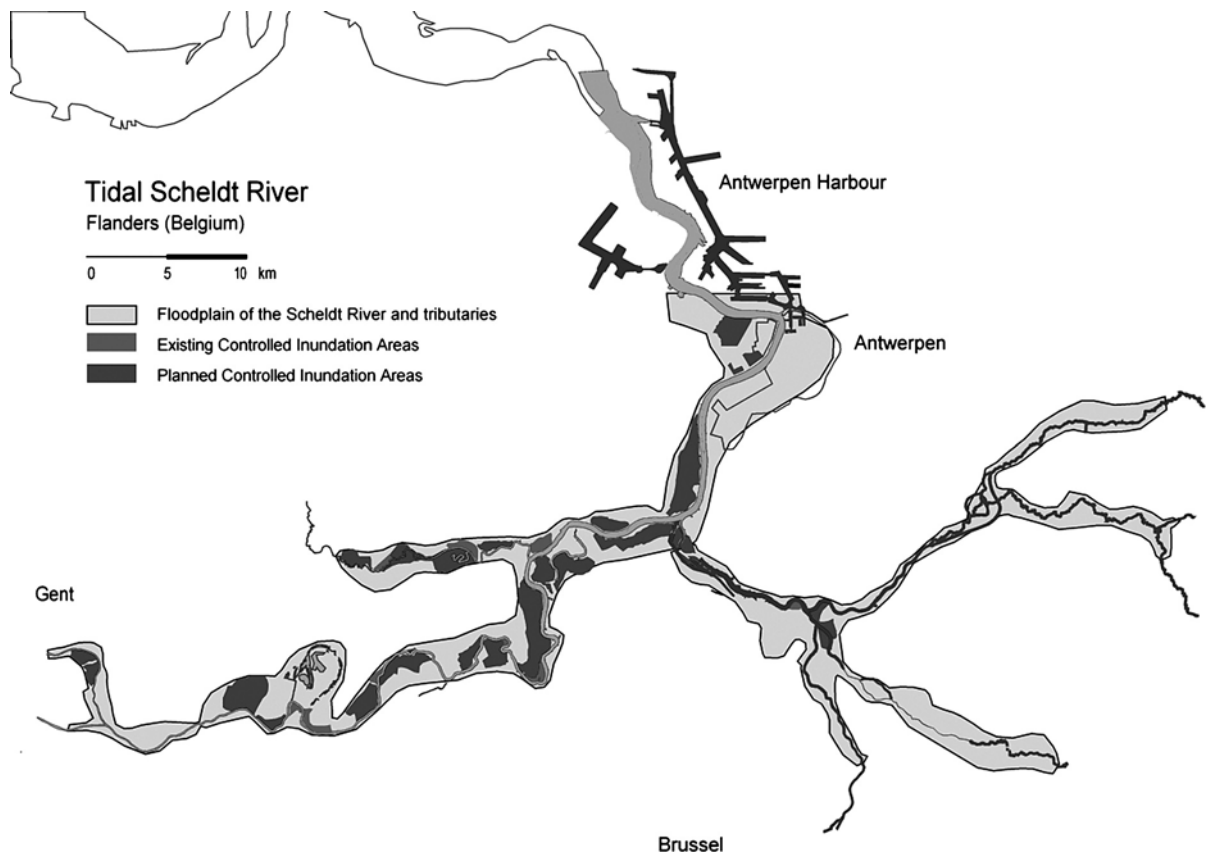 Antwerpen Harbour
Tidal Scheldt River
Flanders (Belgium)
0 5 10 km
Floodplain of the Scheldt River and tributaries
Existing Controlled Inundation Areas
Planned Controlled Inundation Areas
Antwerpen
Gent
Brussel